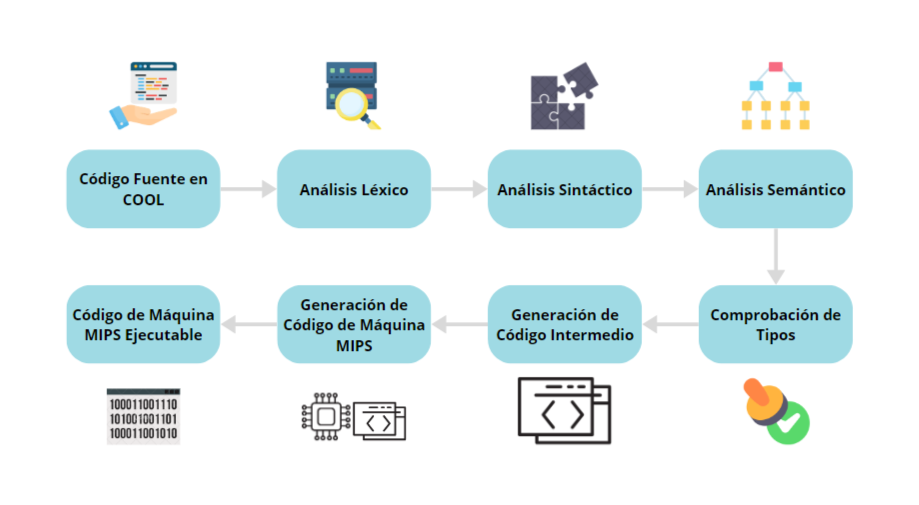 Código Fuente en
COOL
Análisis Léxico
Análisis Sintáctico
Análisis Semántico
Código de Máquina
MIPS Ejecutable
Generación de
Código de Máquina
MIPS
Generación de
Código Intermedio
Comprobación de
Tipos
100011001110
101001001101
100011001010